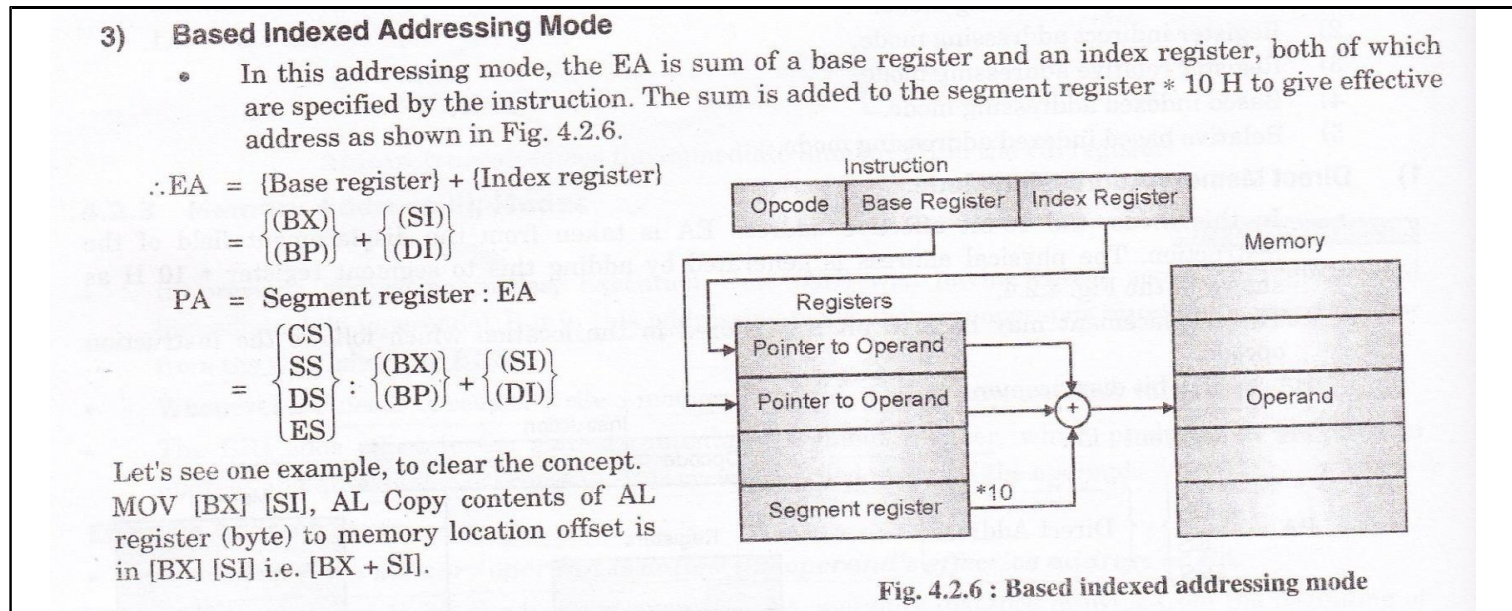 3) Based Indexed Addressing Mode
• In this addressing mode, the EA is sum of a base register and an index register, both of which
are specified by the instruction. The sum is added to the segment register * 10 H to give effective
address as shown in Fig. 4.2.6.
∴EA = {Base register} + {Index register}
= {(BX) (BP)} + {(SI) (DI)}
PA = Segment register : EA
= {CS SS DS ES} : {(BX) (BP)} + {(SI) (DI)}
Let's see one example, to clear the concept.
MOV [BX] [SI], AL Copy contents of AL
register (byte) to memory location offset is
in [BX] [SI] i.e. [BX + SI].
Instruction
Opcode Base Register Index Register
Memory
Registers
Pointer to Operand
Pointer to Operand
+
Operand
*10
Segment register
Fig. 4.2.6 : Based indexed addressing mode